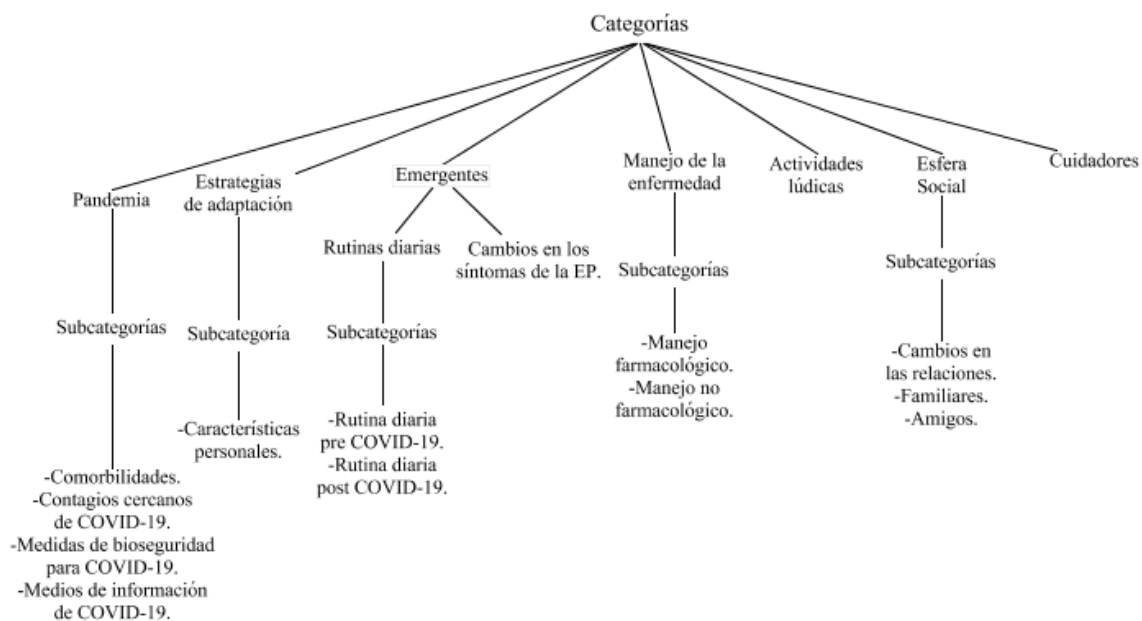 Categorías
Pandemia
Subcategorías
-Comorbilidades.
-Contagios cercanos
de COVID-19.
-Medidas de bioseguridad
para COVID-19.
-Medios de información
de COVID-19.
Estrategias
de adaptación
Subcategoría
-Características
personales.
Emergentes
Rutinas diarias
Subcategorías
-Rutina diaria
pre COVID-19.
-Rutina diaria
post COVID-19.
Cambios en los
síntomas de la EP.
Manejo de la
enfermedad
Subcategorías
-Manejo
farmacológico.
-Manejo no
farmacológico.
Actividades
lúdicas
Esfera
Social
Subcategorías
-Cambios en
las relaciones.
-Familiares.
-Amigos.
Cuidadores